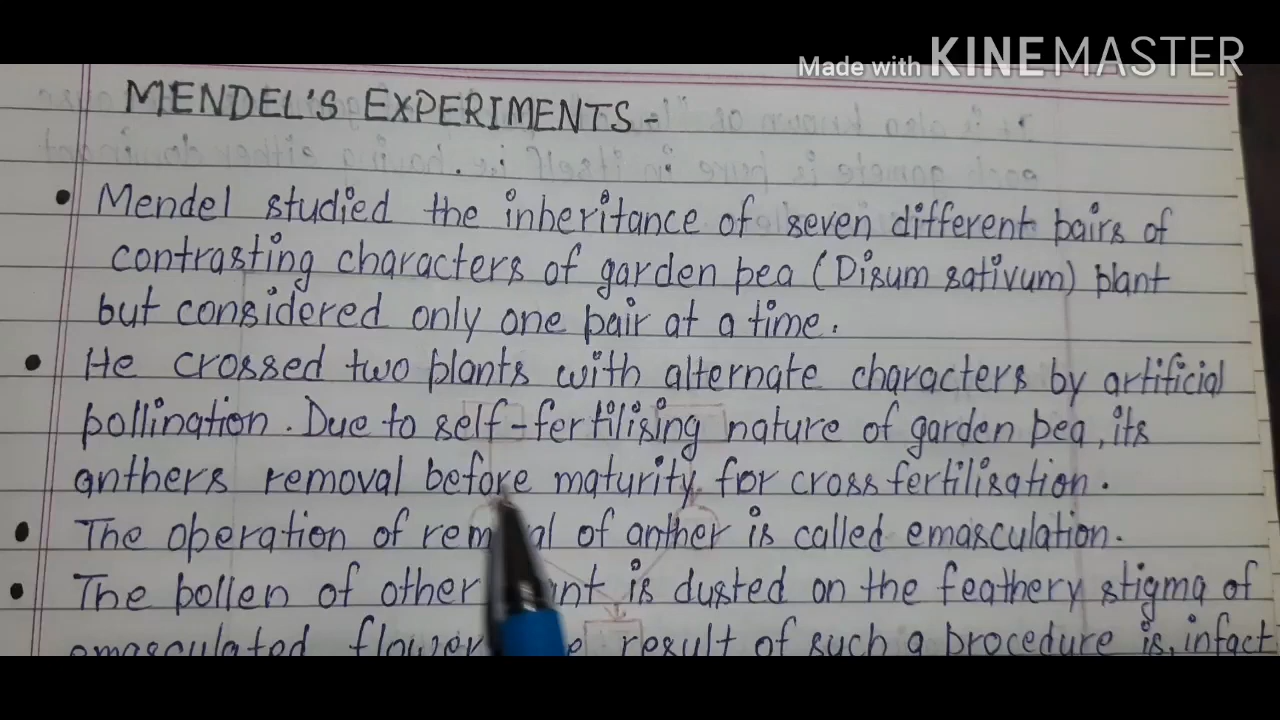 Made with KINEMASTER
MENDEL'S EXPERIMENTS -
• Mendel studied the inheritance of seven different pairs of
contrasting characters of garden pea (Pisum sativum) plant
but considered only one pair at a time.
• He crossed two plants with alternate characters by artificial
pollination. Due to self-fertilising nature of garden pea, its
anthers removal before maturity for cross fertilisation.
• The operation of removal of anther is called emasculation.
• The pollen of other is dusted on the feathery stigma of
emasculated flower result of such a procedure is, infact